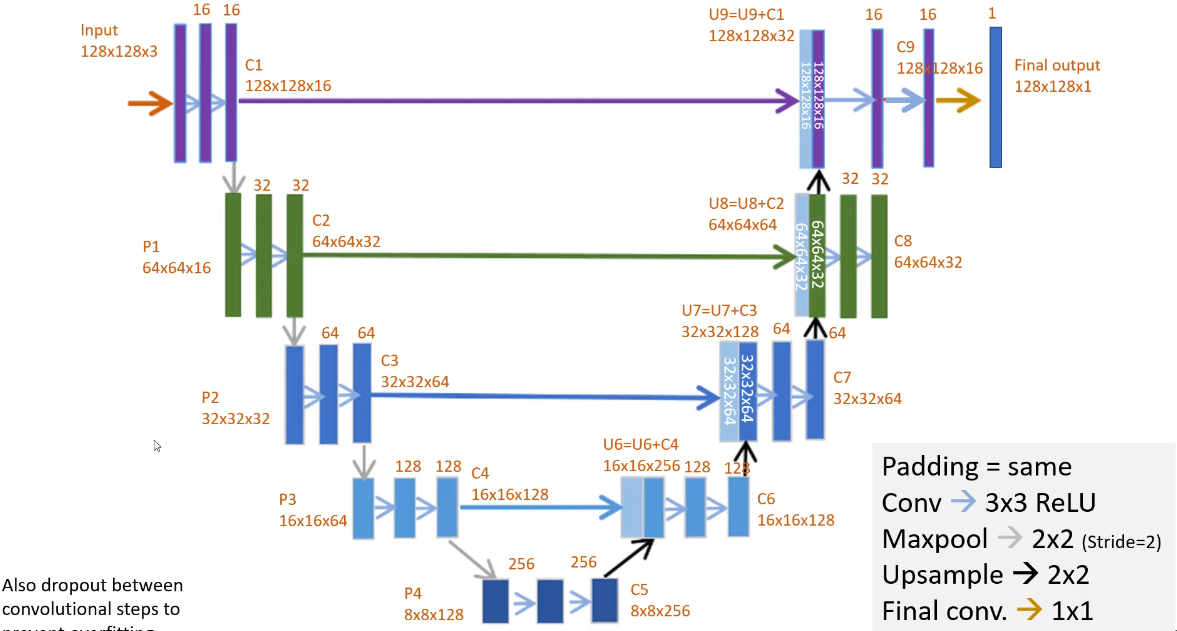 16 16
Input
128x128x3
C1
128x128x16
U9=U9+C1
128x128x32
128x128x16
128x128x16
16 16 1
C9
128x128x16
Final output
128x128x1
32 32
P1
64x64x16
C2
64x64x32
U8=U8+C2
64x64x64
64x64x32
64x64x32
32 32
C8
64x64x32
64 64
P2
32x32x32
C3
32x32x64
U7=U7+C3
32x32x128
32x32x64
32x32x64
64 64
C7
32x32x64
128 128
P3
16x16x64
C4
16x16x128
U6=U6+C4
16x16x256
128 128
C6
16x16x128
256 256
P4
8x8x128
C5
8x8x256
Also dropout between
convolutional steps to
prevent overfitting
Padding = same
Conv → 3x3 ReLU
Maxpool → 2x2 (Stride=2)
Upsample → 2x2
Final conv. → 1x1